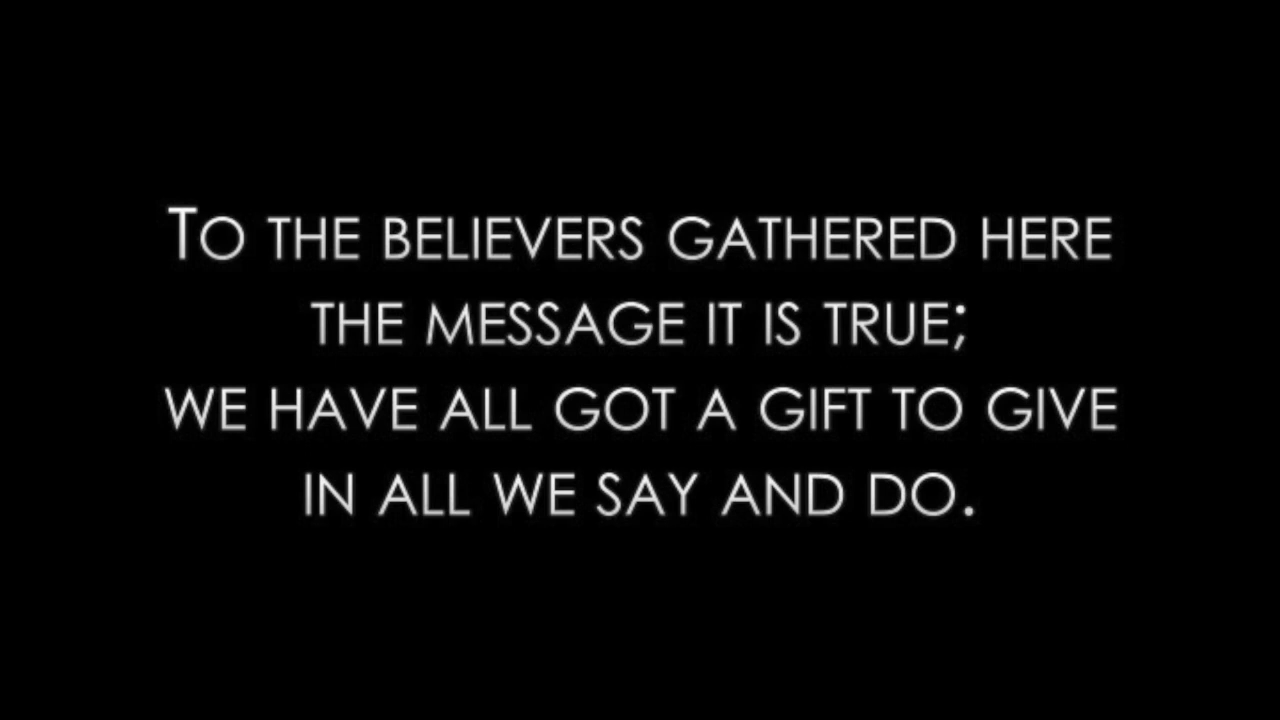 To the believers gathered here
the message it is true;
we have all got a gift to give
in all we say and do.